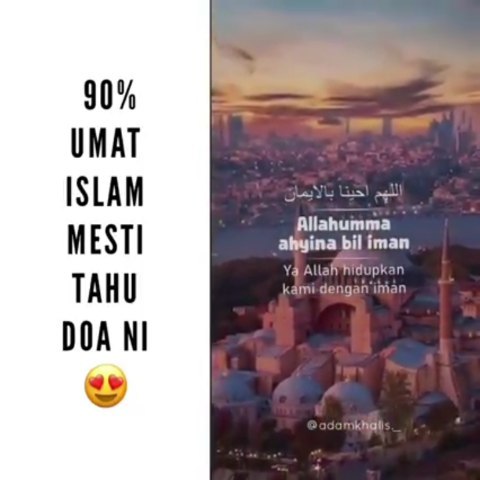 90%
UMAT
ISLAM
MESTI
TAHU
DOA NI
اللهم احينا بالايمان
Allahumma
ahyina bil iman
Ya Allah hidupkan
kami dengan iman
@adamkhalis_